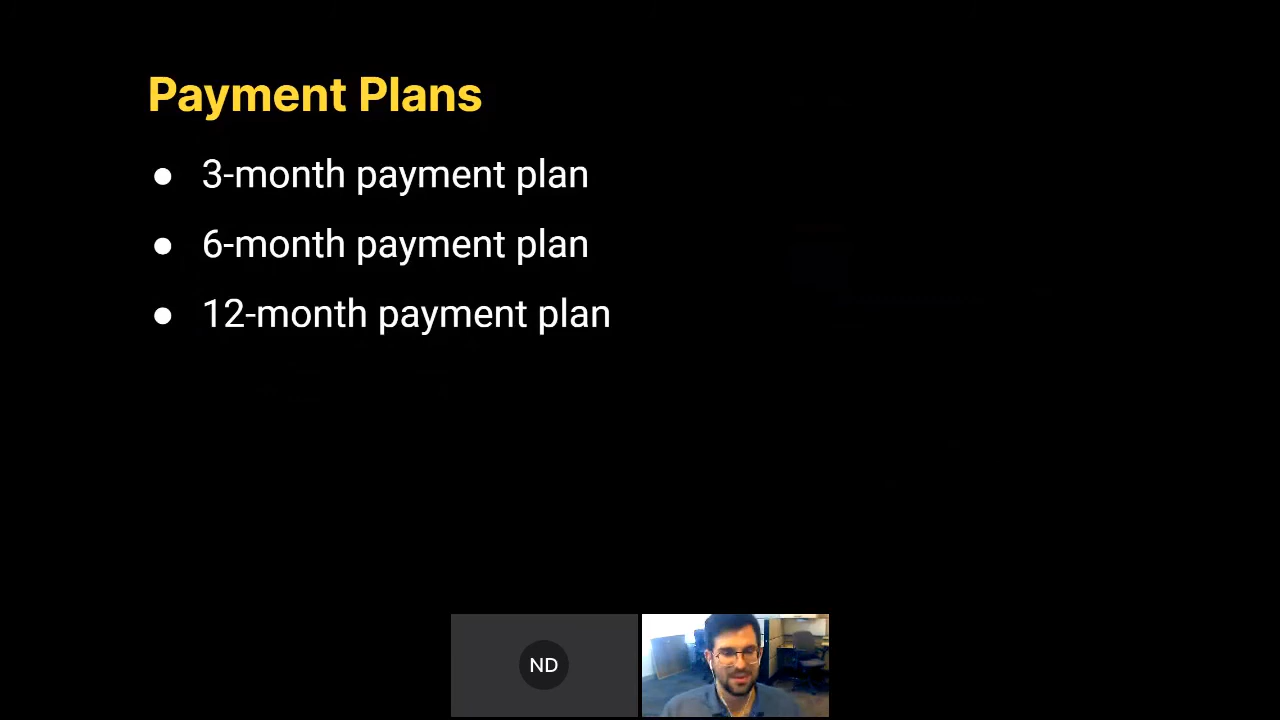 Payment Plans
● 3-month payment plan
● 6-month payment plan
● 12-month payment plan
ND